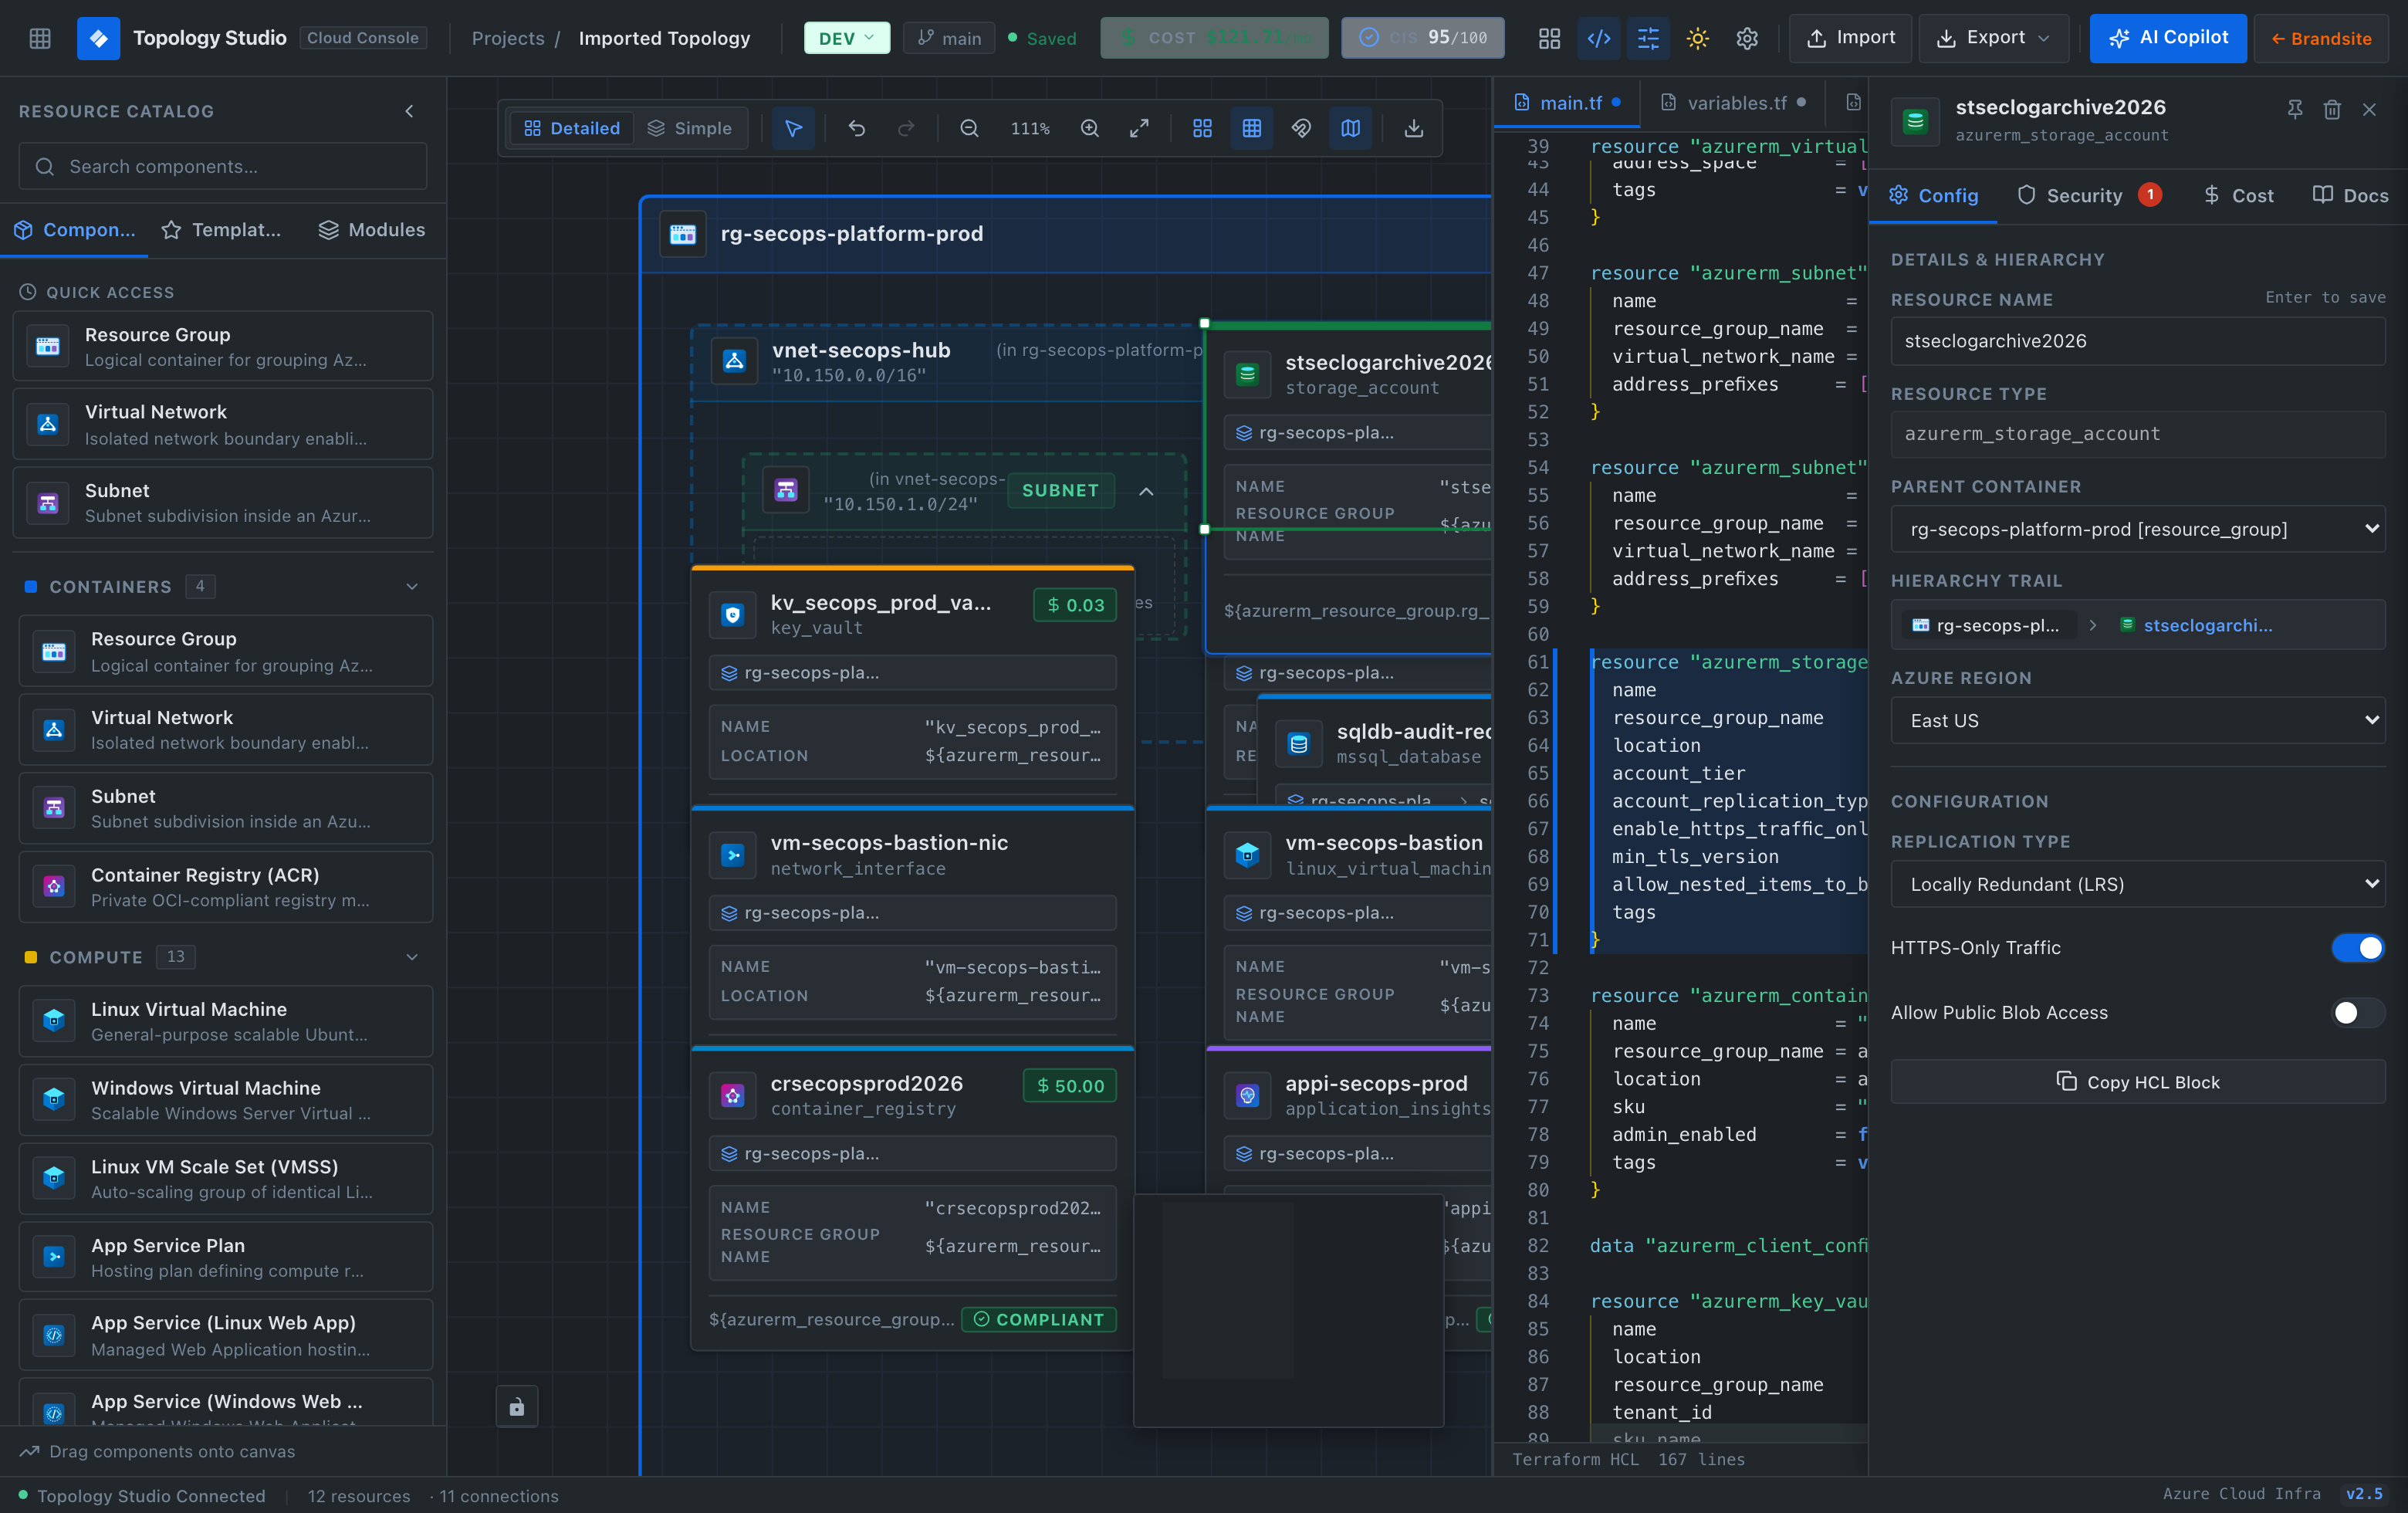 Topology Studio
Cloud Console
Projects / Imported Topology
DEV
main
Saved
COST $121.71
CIS 95/100
Import
Export
AI Copilot
← Brandsite
RESOURCE CATALOG
Search components...
Compon...
Templat...
Modules
QUICK ACCESS
Resource Group
Logical container for grouping Az...
Virtual Network
Isolated network boundary enabli...
Subnet
Subnet subdivision inside an Azur...
CONTAINERS 4
Resource Group
Logical container for grouping Az...
Virtual Network
Isolated network boundary enabl...
Subnet
Subnet subdivision inside an Azu...
Container Registry (ACR)
Private OCI-compliant registry m...
COMPUTE 13
Linux Virtual Machine
General-purpose scalable Ubunt...
Windows Virtual Machine
Scalable Windows Server Virtual ...
Linux VM Scale Set (VMSS)
Auto-scaling group of identical Li...
App Service Plan
Hosting plan defining compute r...
App Service (Linux Web App)
Managed Web Application hostin...
App Service (Windows Web ...
Drag components onto canvas
Detailed
Simple
111%
rg-secops-platform-prod
vnet-secops-hub
(in rg-secops-platform-p
"10.150.0.0/16"
(in vnet-secops-
"10.150.1.0/24"
SUBNET
es
stseclogarchive2026
storage_account
rg-secops-pla...
NAME "stse
RESOURCE GROUP
NAME
${azu
${azurerm_resource_group.rg_
kv_secops_prod_va...
$ 0.03
key_vault
rg-secops-pla...
NAME "kv_secops_prod_...
LOCATION ${azurerm_resour...
rg-secops-pla...
NA
RE
sqldb-audit-rec
mssql_database
rg-secops-pla...
vm-secops-bastion-nic
network_interface
rg-secops-pla...
NAME "vm-secops-basti...
LOCATION ${azurerm_resour...
vm-secops-bastion
linux_virtual_machin
rg-secops-pla...
NAME "vm-s
RESOURCE GROUP
NAME
${azu
crsecopsprod2026
$ 50.00
container_registry
rg-secops-pla...
NAME "crsecopsprod202...
RESOURCE GROUP
NAME
${azurerm_resour...
${azurerm_resource_group...
COMPLIANT
appi-secops-prod
application_insights
rg-secops-pla...
"appi
${azu
p...
main.tf
variables.tf
39 resource "azurerm_virtual
43 address_space = [
44 tags = v
45 }
46
47 resource "azurerm_subnet"
48 name =
49 resource_group_name =
50 virtual_network_name =
51 address_prefixes = [
52 }
53
54 resource "azurerm_subnet"
55 name =
56 resource_group_name =
57 virtual_network_name =
58 address_prefixes = [
59 }
60
61 resource "azurerm_storage
62 name
63 resource_group_name
64 location
65 account_tier
66 account_replication_typ
67 enable_https_traffic_onl
68 min_tls_version
69 allow_nested_items_to_b
70 tags
71 }
72
73 resource "azurerm_contain
74 name = "
75 resource_group_name = a
76 location = a
77 sku = "
78 admin_enabled = f
79 tags = v
80 }
81
82 data "azurerm_client_confi
83
84 resource "azurerm_key_vau
85 name
86 location
87 resource_group_name
88 tenant_id
89 sku_name
Terraform HCL 167 lines
stseclogarchive2026
azurerm_storage_account
Config
Security 1
Cost
Docs
DETAILS & HIERARCHY
RESOURCE NAME
Enter to save
stseclogarchive2026
RESOURCE TYPE
azurerm_storage_account
PARENT CONTAINER
rg-secops-platform-prod [resource_group]
HIERARCHY TRAIL
rg-secops-pl... > stseclogarchi...
AZURE REGION
East US
CONFIGURATION
REPLICATION TYPE
Locally Redundant (LRS)
HTTPS-Only Traffic
Allow Public Blob Access
Copy HCL Block
Topology Studio Connected
12 resources
· 11 connections
Azure Cloud Infra v2.5